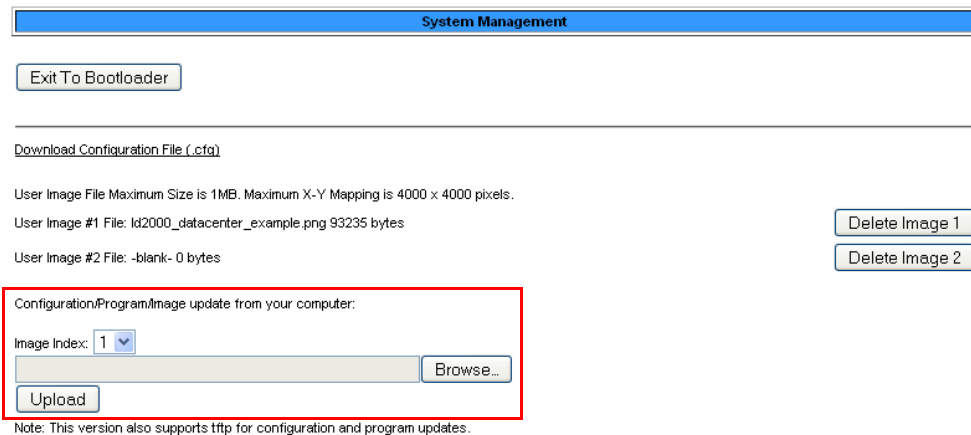 System Management
Exit To Bootloader
Download Configuration File (.cfg)
User Image File Maximum Size is 1MB. Maximum X-Y Mapping is 4000 x 4000 pixels.
User Image #1 File: ld2000_datacenter_example.png 93235 bytes
Delete Image 1
User Image #2 File: -blank- 0 bytes
Delete Image 2
Configuration/Program/Image update from your computer:
Image Index: 1
Browse...
Upload
Note: This version also supports tftp for configuration and program updates.